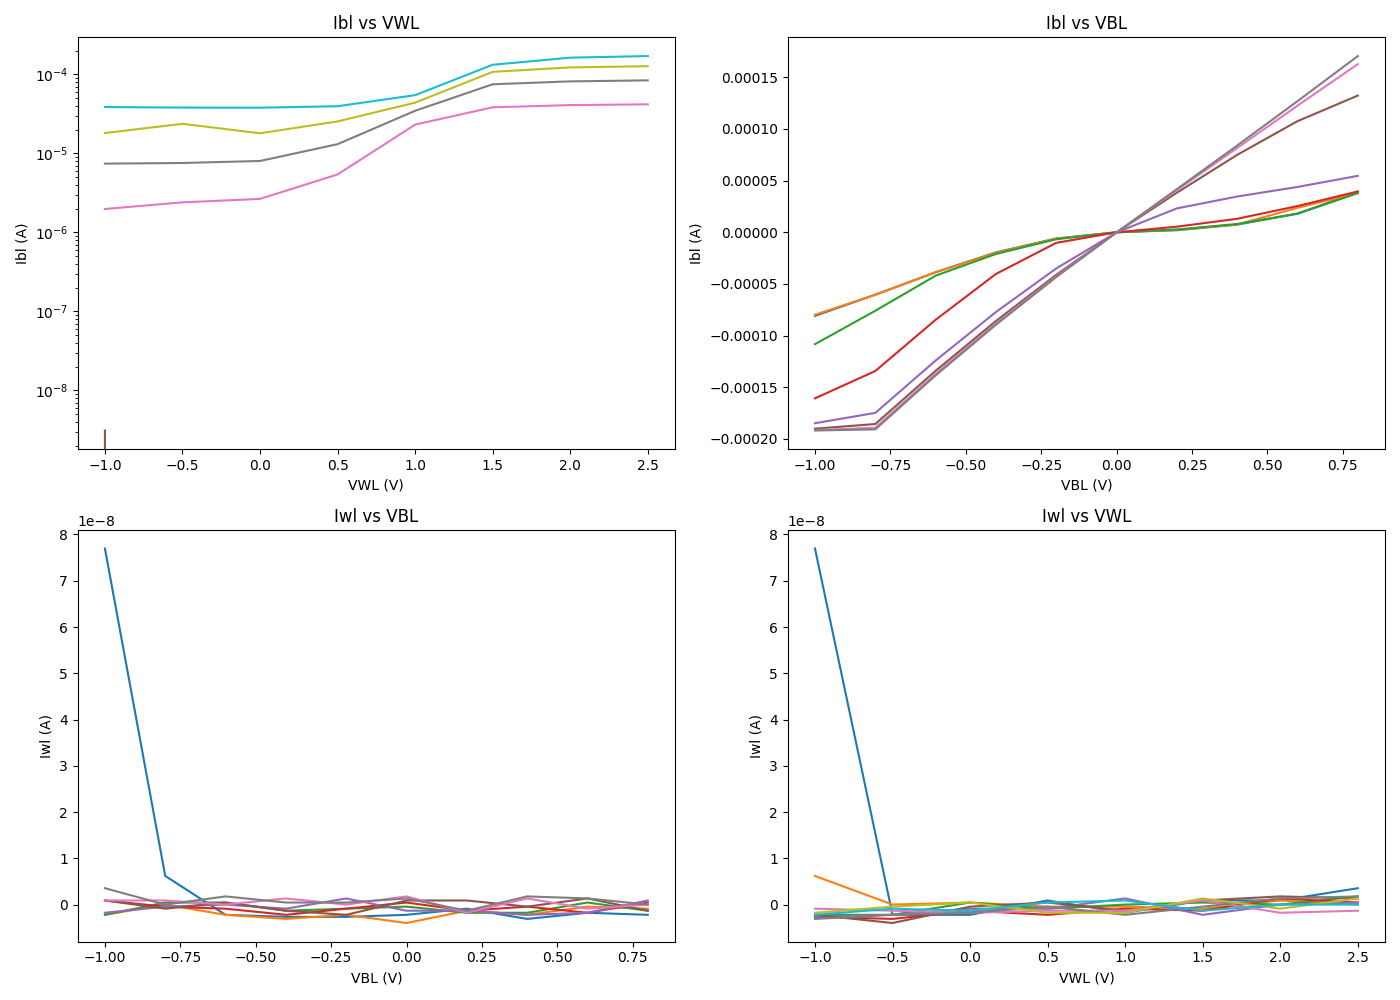 Ibl vs VWL
Ibl (A)
10⁻⁴
10⁻⁵
10⁻⁶
10⁻⁷
10⁻⁸
−1.0 −0.5 0.0 0.5 1.0 1.5 2.0 2.5
VWL (V)
Ibl vs VBL
Ibl (A)
0.00015
0.00010
0.00005
0.00000
−0.00005
−0.00010
−0.00015
−0.00020
−1.00 −0.75 −0.50 −0.25 0.00 0.25 0.50 0.75
VBL (V)
Iwl vs VBL
1e−8
Iwl (A)
8
7
6
5
4
3
2
1
0
−1.00 −0.75 −0.50 −0.25 0.00 0.25 0.50 0.75
VBL (V)
Iwl vs VWL
1e−8
Iwl (A)
8
7
6
5
4
3
2
1
0
−1.0 −0.5 0.0 0.5 1.0 1.5 2.0 2.5
VWL (V)